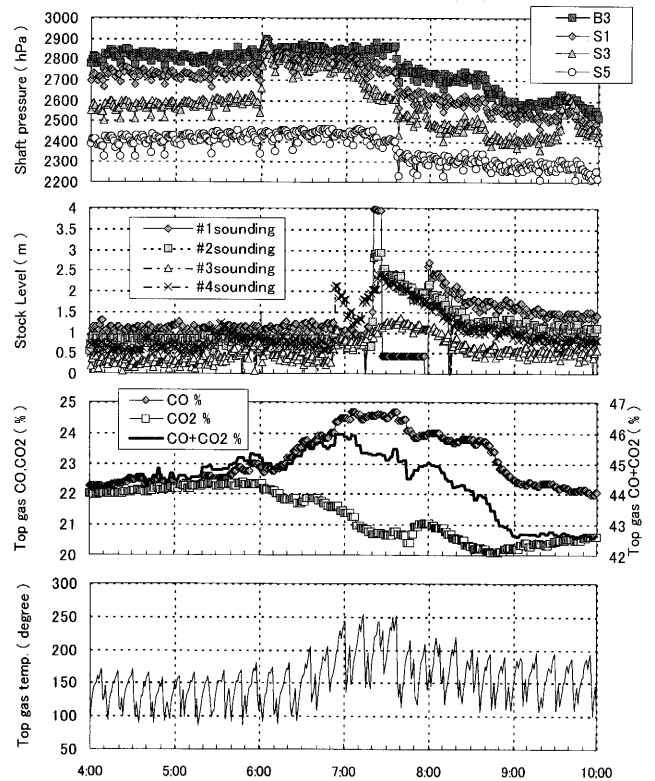 B3
S1
S3
S5
Shaft pressure ( hPa )
3000
2900
2800
2700
2600
2500
2400
2300
2200
#1sounding
#2sounding
#3sounding
#4sounding
Stock Level ( m )
4
3.5
3
2.5
2
1.5
1
0.5
0
CO %
CO2 %
CO+CO2 %
Top gas CO,CO2 ( % )
25
24
23
22
21
20
47
46
45
44
43
42
Top gas CO+CO2 ( % )
Top gas temp. ( degree )
300
250
200
150
100
50
4:00 5:00 6:00 7:00 8:00 9:00 10:00